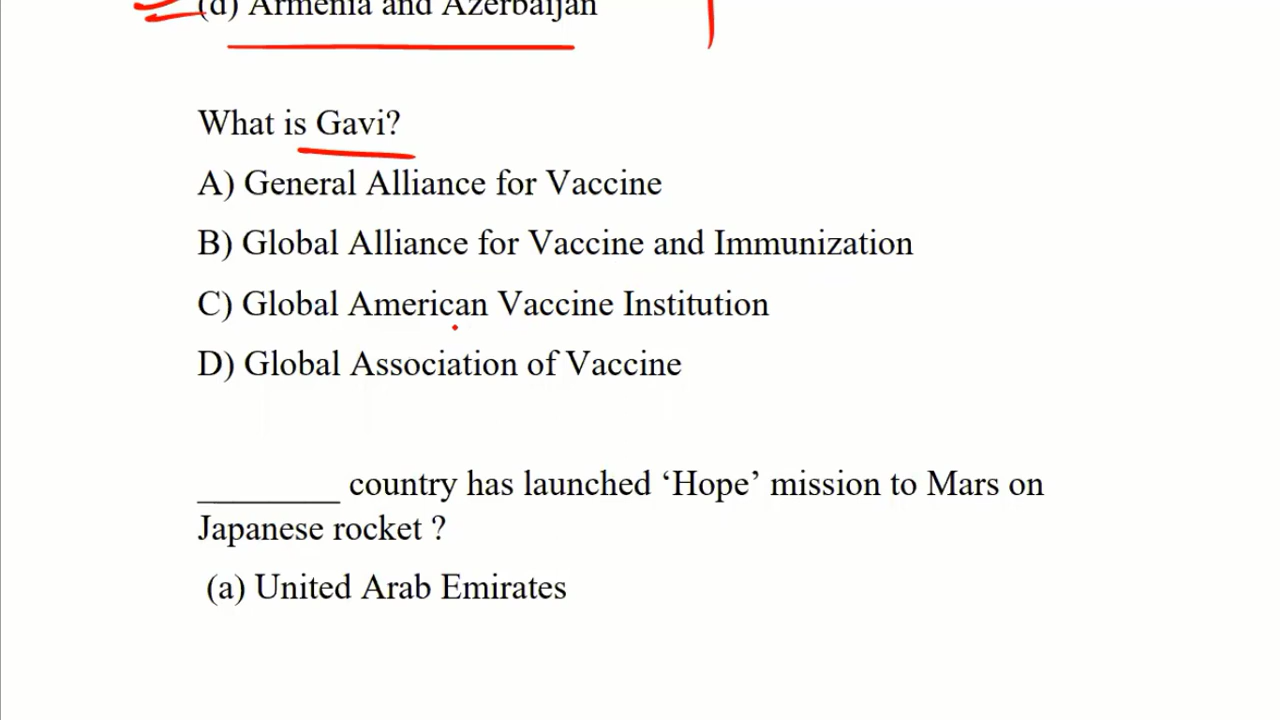 (d) Armenia and Azerbaijan
What is Gavi?
A) General Alliance for Vaccine
B) Global Alliance for Vaccine and Immunization
C) Global American Vaccine Institution
D) Global Association of Vaccine
________ country has launched ‘Hope’ mission to Mars on
Japanese rocket ?
(a) United Arab Emirates